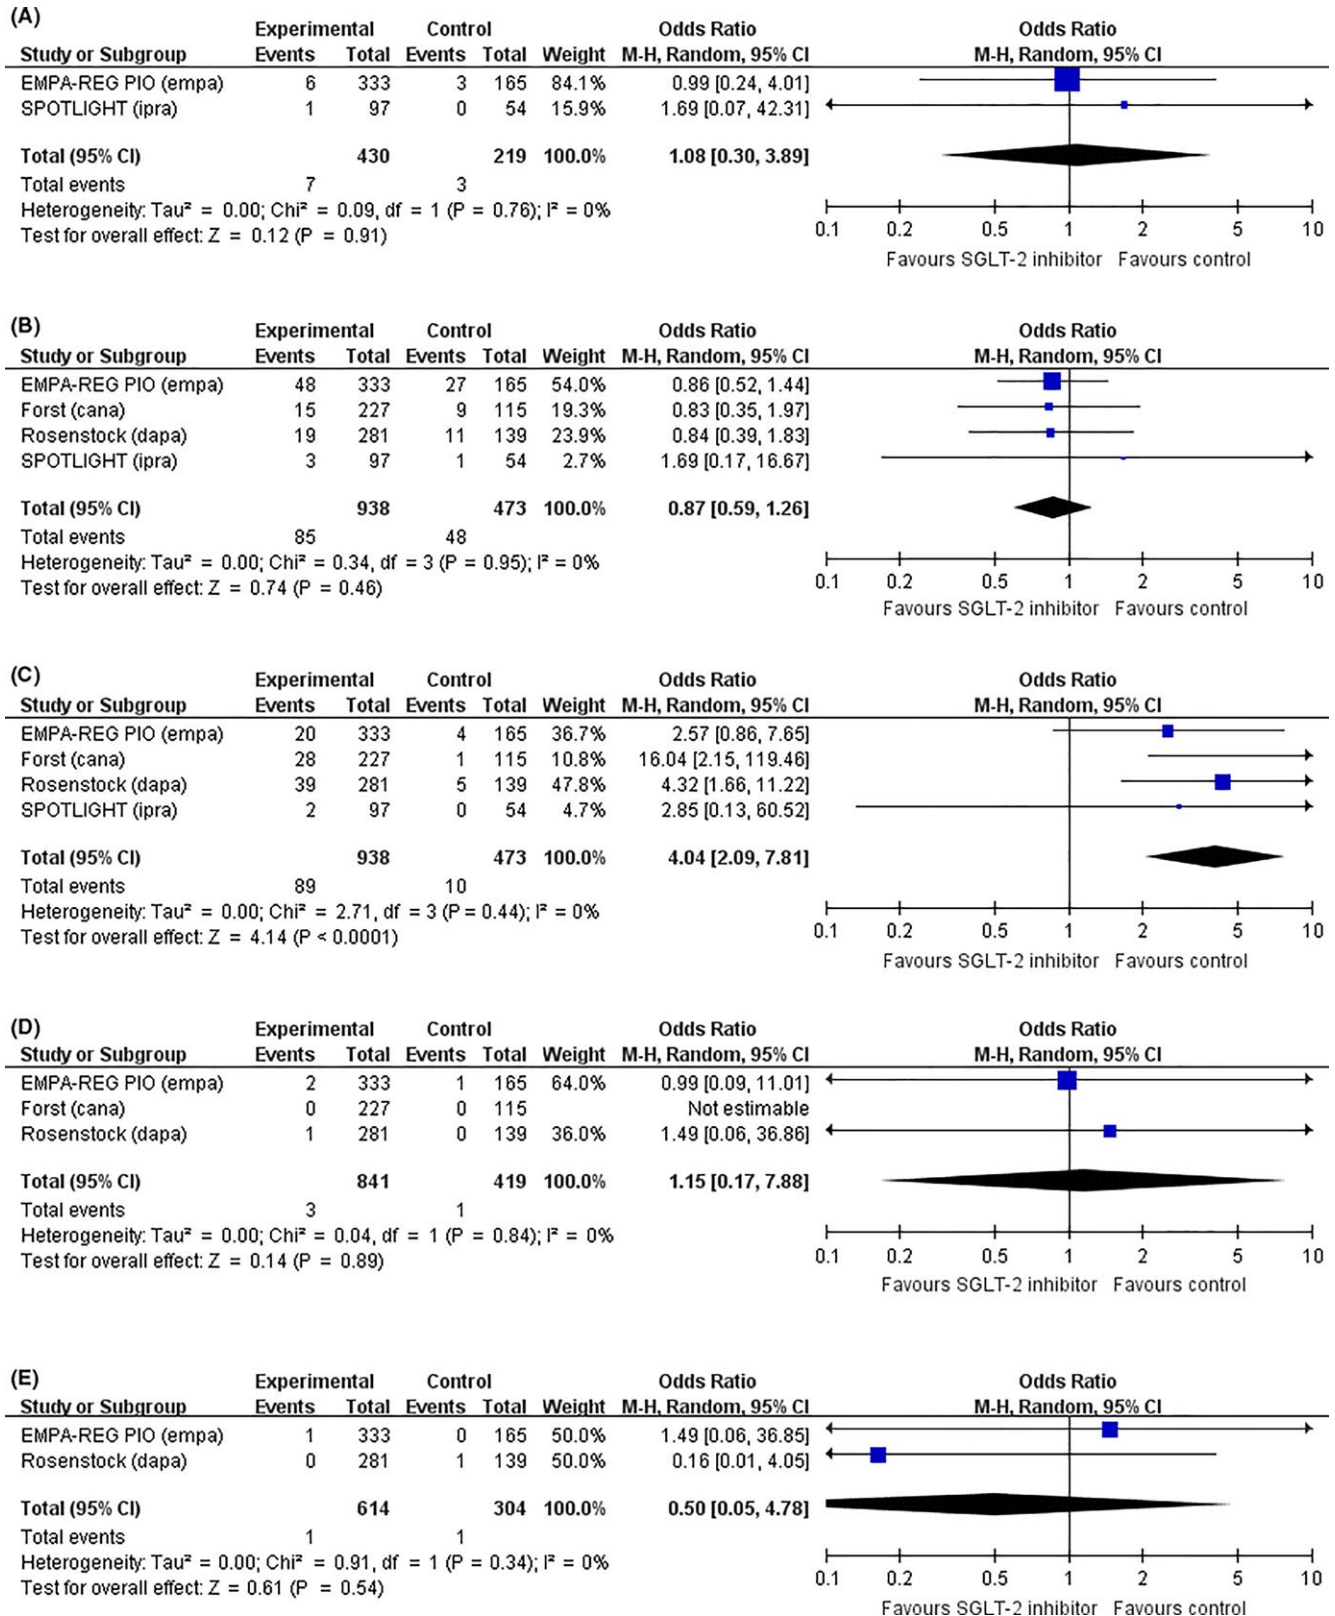 (A)
Experimental Control Odds Ratio Odds Ratio
Study or Subgroup Events Total Events Total Weight M-H, Random, 95% CI M-H, Random, 95% CI
EMPA-REG PIO (empa) 6 333 3 165 84.1% 0.99 [0.24, 4.01]
SPOTLIGHT (ipra) 1 97 0 54 15.9% 1.69 [0.07, 42.31]
Total (95% CI) 430 219 100.0% 1.08 [0.30, 3.89]
Total events 7 3
Heterogeneity: Tau² = 0.00; Chi² = 0.09, df = 1 (P = 0.76); I² = 0%
Test for overall effect: Z = 0.12 (P = 0.91)
0.1 0.2 0.5 1 2 5 10
Favours SGLT-2 inhibitor Favours control
(B)
Experimental Control Odds Ratio Odds Ratio
Study or Subgroup Events Total Events Total Weight M-H, Random, 95% CI M-H, Random, 95% CI
EMPA-REG PIO (empa) 48 333 27 165 54.0% 0.86 [0.52, 1.44]
Forst (cana) 15 227 9 115 19.3% 0.83 [0.35, 1.97]
Rosenstock (dapa) 19 281 11 139 23.9% 0.84 [0.39, 1.83]
SPOTLIGHT (ipra) 3 97 1 54 2.7% 1.69 [0.17, 16.67]
Total (95% CI) 938 473 100.0% 0.87 [0.59, 1.26]
Total events 85 48
Heterogeneity: Tau² = 0.00; Chi² = 0.34, df = 3 (P = 0.95); I² = 0%
Test for overall effect: Z = 0.74 (P = 0.46)
0.1 0.2 0.5 1 2 5 10
Favours SGLT-2 inhibitor Favours control
(C)
Experimental Control Odds Ratio Odds Ratio
Study or Subgroup Events Total Events Total Weight M-H, Random, 95% CI M-H, Random, 95% CI
EMPA-REG PIO (empa) 20 333 4 165 36.7% 2.57 [0.86, 7.65]
Forst (cana) 28 227 1 115 10.8% 16.04 [2.15, 119.46]
Rosenstock (dapa) 39 281 5 139 47.8% 4.32 [1.66, 11.22]
SPOTLIGHT (ipra) 2 97 0 54 4.7% 2.85 [0.13, 60.52]
Total (95% CI) 938 473 100.0% 4.04 [2.09, 7.81]
Total events 89 10
Heterogeneity: Tau² = 0.00; Chi² = 2.71, df = 3 (P = 0.44); I² = 0%
Test for overall effect: Z = 4.14 (P < 0.0001)
0.1 0.2 0.5 1 2 5 10
Favours SGLT-2 inhibitor Favours control
(D)
Experimental Control Odds Ratio Odds Ratio
Study or Subgroup Events Total Events Total Weight M-H, Random, 95% CI M-H, Random, 95% CI
EMPA-REG PIO (empa) 2 333 1 165 64.0% 0.99 [0.09, 11.01]
Forst (cana) 0 227 0 115 Not estimable
Rosenstock (dapa) 1 281 0 139 36.0% 1.49 [0.06, 36.86]
Total (95% CI) 841 419 100.0% 1.15 [0.17, 7.88]
Total events 3 1
Heterogeneity: Tau² = 0.00; Chi² = 0.04, df = 1 (P = 0.84); I² = 0%
Test for overall effect: Z = 0.14 (P = 0.89)
0.1 0.2 0.5 1 2 5 10
Favours SGLT-2 inhibitor Favours control
(E)
Experimental Control Odds Ratio Odds Ratio
Study or Subgroup Events Total Events Total Weight M-H, Random, 95% CI M-H, Random, 95% CI
EMPA-REG PIO (empa) 1 333 0 165 50.0% 1.49 [0.06, 36.85]
Rosenstock (dapa) 0 281 1 139 50.0% 0.16 [0.01, 4.05]
Total (95% CI) 614 304 100.0% 0.50 [0.05, 4.78]
Total events 1 1
Heterogeneity: Tau² = 0.00; Chi² = 0.91, df = 1 (P = 0.34); I² = 0%
Test for overall effect: Z = 0.61 (P = 0.54)
0.1 0.2 0.5 1 2 5 10
Favours SGLT-2 inhibitor Favours control